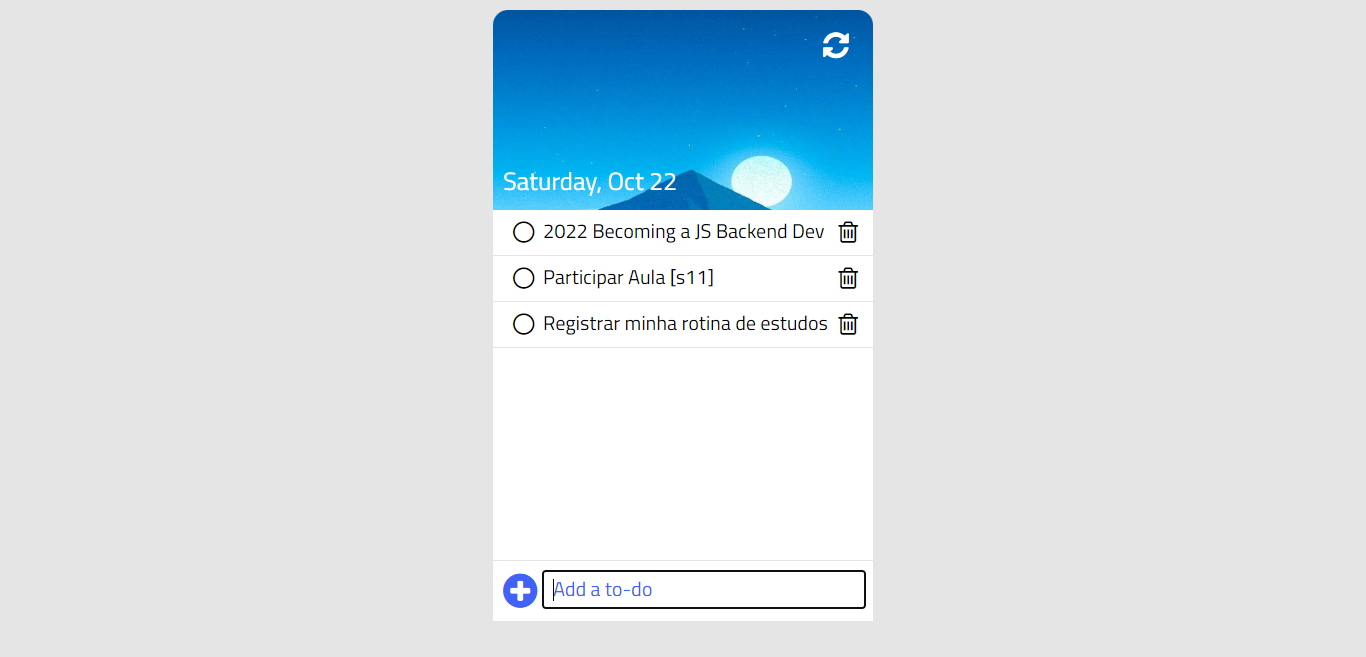 Saturday, Oct 22
2022 Becoming a JS Backend Dev
Participar Aula [s11]
Registrar minha rotina de estudos
Add a to-do